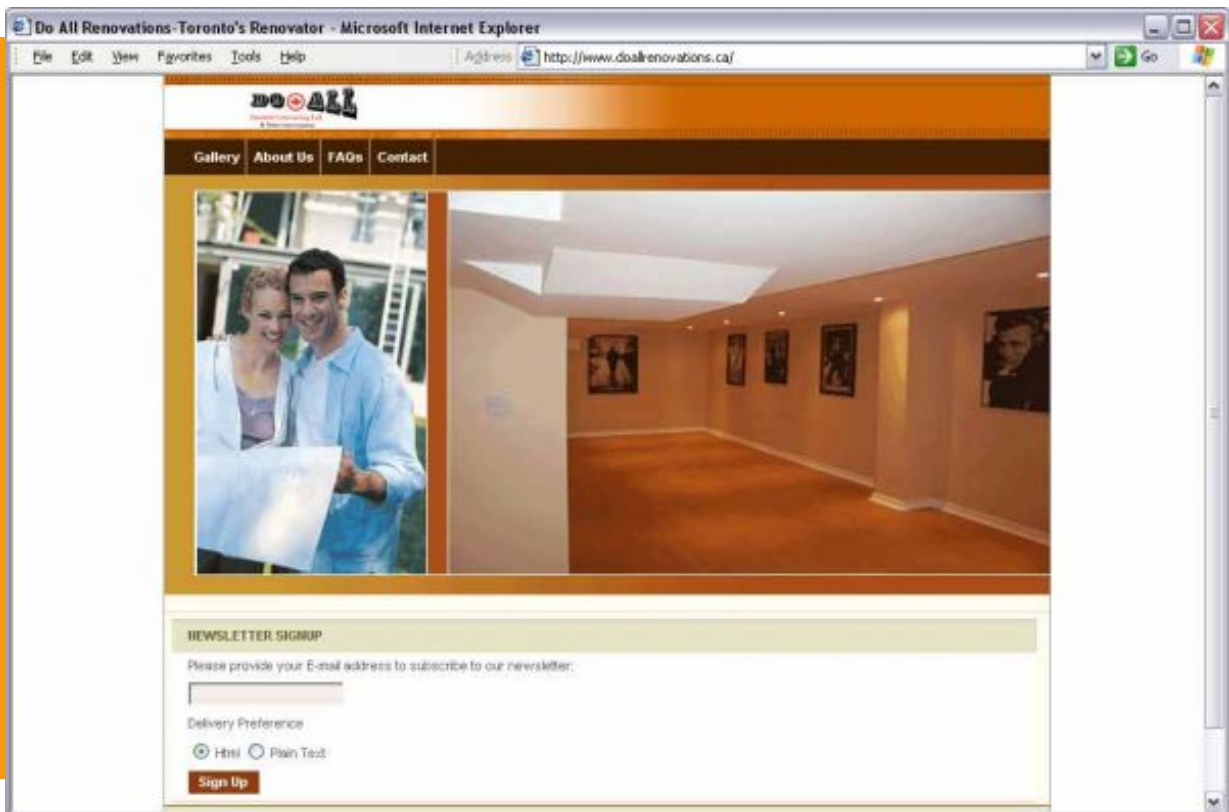 Do All Renovations-Toronto's Renovator - Microsoft Internet Explorer
File Edit View Favorites Tools Help Address http://www.doallrenovations.ca/ Go
DO ALL
Gallery About Us FAQs Contact
NEWSLETTER SIGNUP
Please provide your E-mail address to subscribe to our newsletter:
Delivery Preference
Html Plain Text
Sign Up